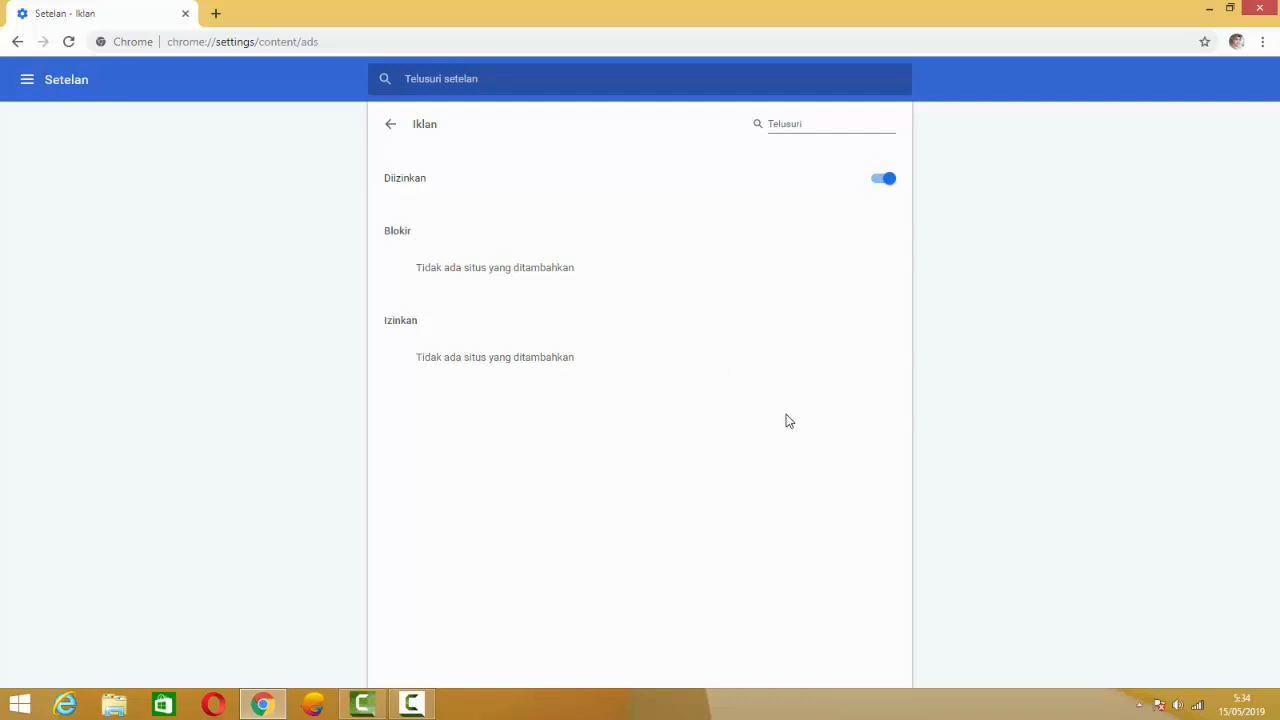 Setelan - Iklan
Chrome
chrome://settings/content/ads
Setelan
Telusuri setelan
Iklan
Telusuri
Diizinkan
Blokir
Tidak ada situs yang ditambahkan
Izinkan
Tidak ada situs yang ditambahkan
5:34
15/05/2019